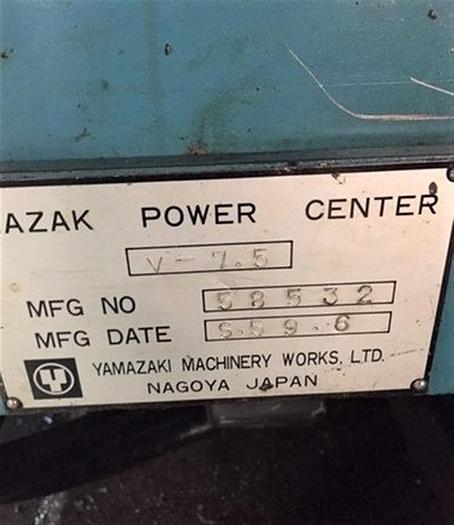 AZAK POWER CENTER
V-7.5
MFG NO 58532
MFG DATE S.59.6
YAMAZAKI MACHINERY WORKS, LTD.
NAGOYA JAPAN